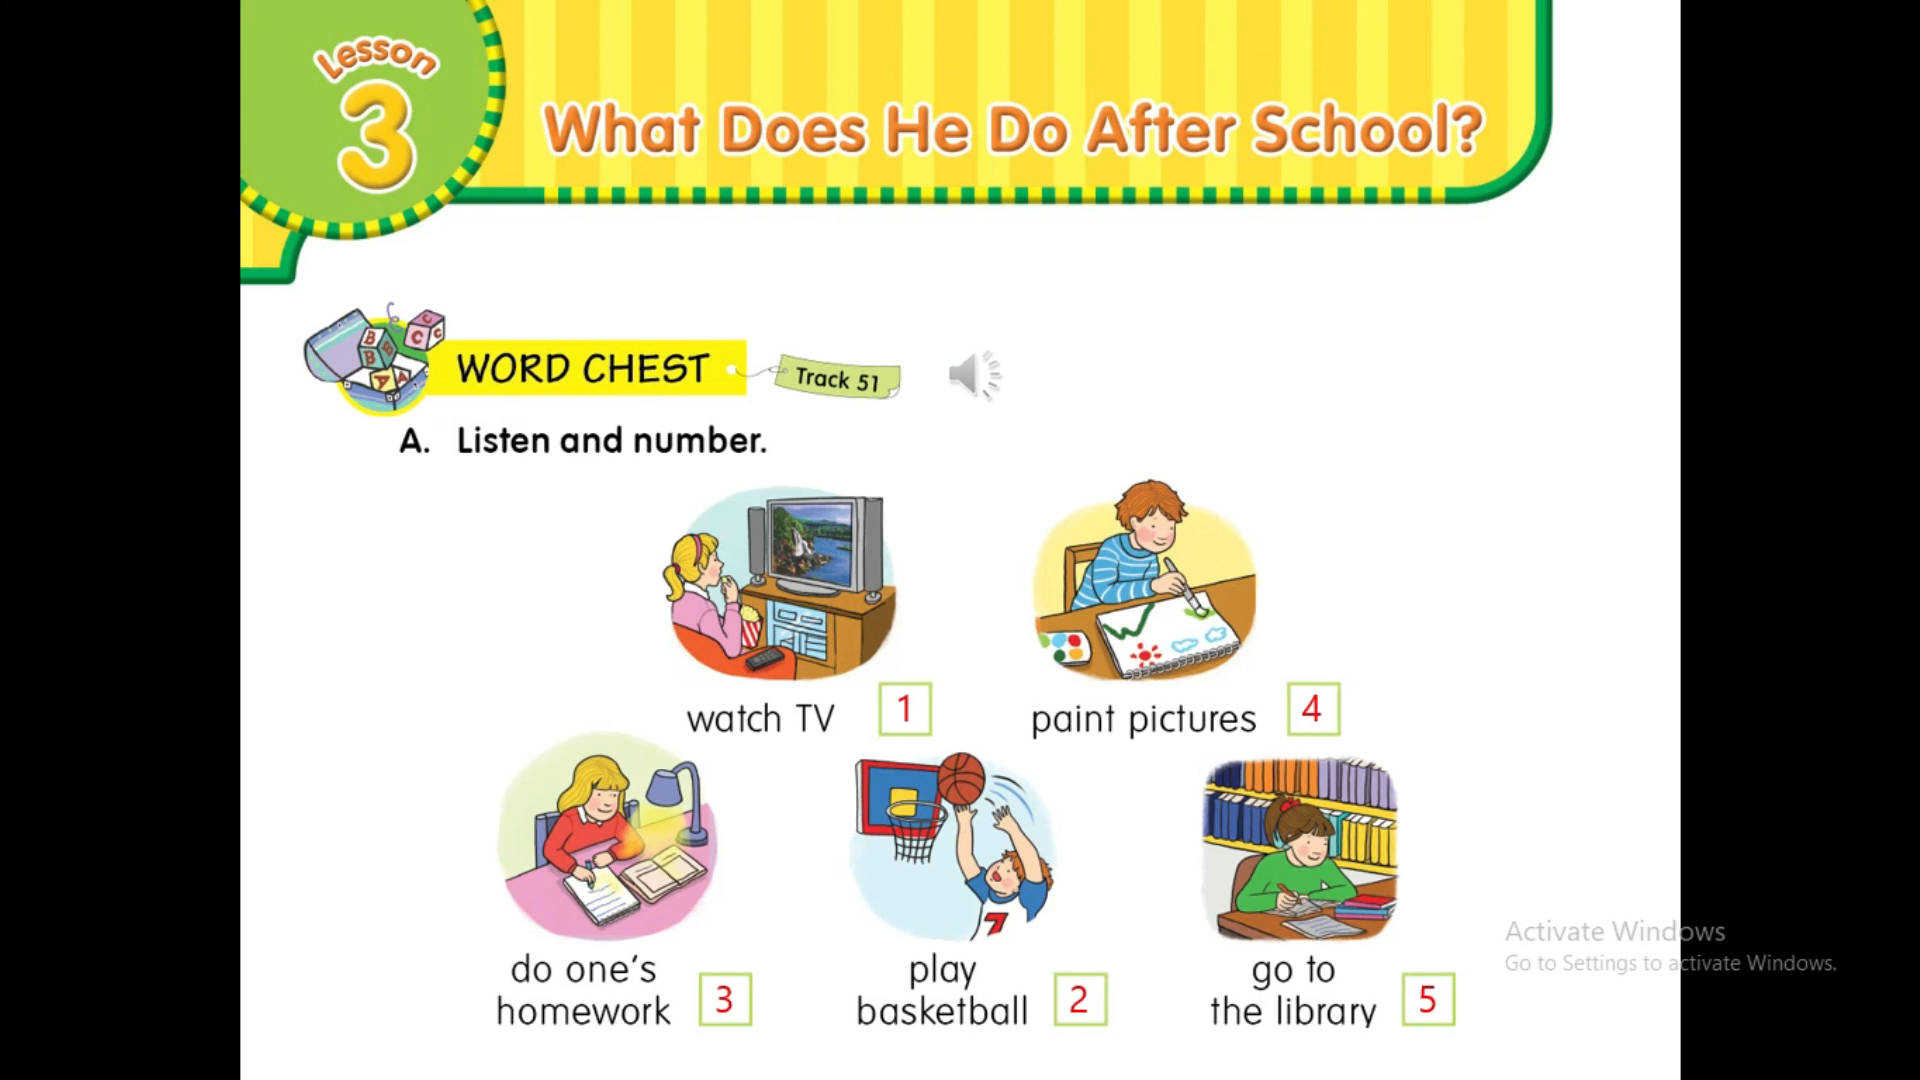 Lesson
3
What Does He Do After School?
B
B
B
C
C
C
A
A
WORD CHEST
Track 51
A. Listen and number.
watch TV 1
paint pictures 4
7
do one's
homework 3
play
basketball 2
go to
the library 5
Activate Windows
Go to Settings to activate Windows.